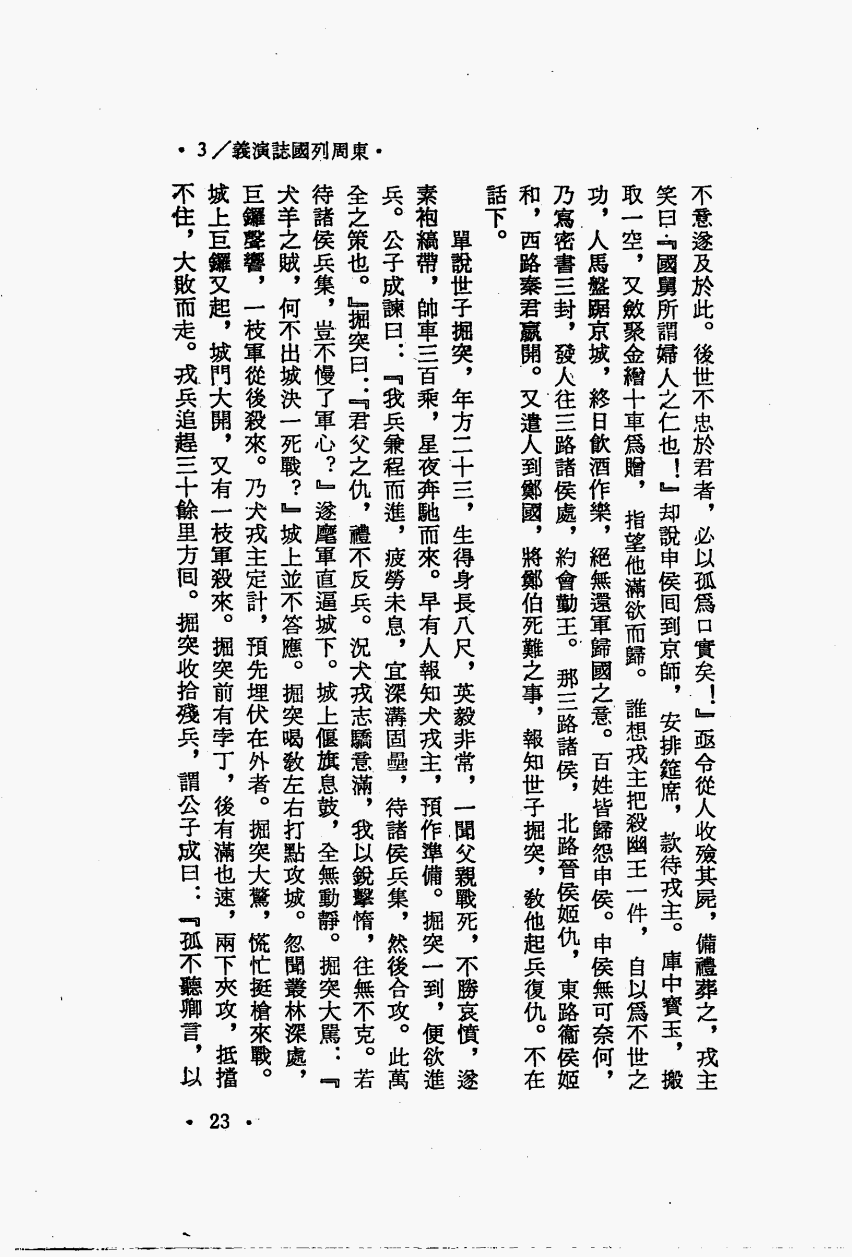 ·東周列國誌演義/3·
不意遂及於此。後世不忠於君者，必以孤爲口實矣！』亟令從人收殮其屍，備禮葬之，戎主
笑曰：『國舅所謂婦人之仁也！』却說申侯囘到京師，安排筵席，款待戎主。庫中寳玉，搬
取一空，又斂聚金繒十車爲贈，指望他滿欲而歸。誰想戎主把殺幽王一件，自以爲不世之
功，人馬盤踞京城，終日飲酒作樂，絕無還軍歸國之意。百姓皆歸怨申侯。申侯無可奈何，
乃寫密書三封，發人往三路諸侯處，約會勤王。那三路諸侯，北路晉侯姬仇，東路衞侯姬
和，西路秦君嬴開。又遣人到鄭國，將鄭伯死難之事，報知世子掘突，敎他起兵復仇。不在
話下。
單說世子掘突，年方二十三，生得身長八尺，英毅非常，一聞父親戰死，不勝哀憤，遂
素袍縞帶，帥車三百乘，星夜奔馳而來。早有人報知犬戎主，預作準備。掘突一到，便欲進
兵。公子成諫曰：『我兵兼程而進，疲勞未息，宜深溝固壘，待諸侯兵集，然後合攻。此萬
全之策也。』掘突曰：『君父之仇，禮不反兵。況犬戎志驕意滿，我以銳擊惰，往無不克。若
待諸侯兵集，豈不慢了軍心？』遂麾軍直逼城下。城上偃旗息鼓，全無動靜。掘突大罵：『
犬羊之賊，何不出城決一死戰？』城上並不答應。掘突喝敎左右打點攻城。忽聞叢林深處，
巨鑼聲響，一枝軍從後殺來。乃犬戎主定計，預先埋伏在外者。掘突大驚，慌忙挺槍來戰。
城上巨鑼又起，城門大開，又有一枝軍殺來。掘突前有孛丁，後有滿也速，兩下夾攻，抵擋
不住，大敗而走。戎兵追趕三十餘里方囘。掘突收拾殘兵，謂公子成曰：『孤不聽卿言，以
·23·